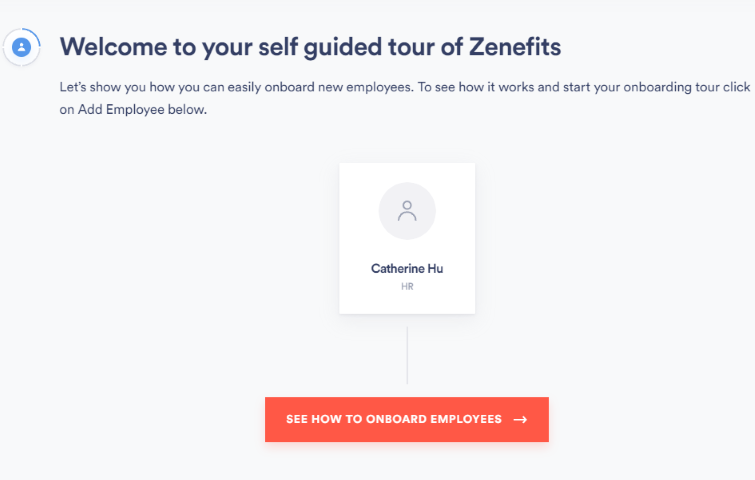 Welcome to your self guided tour of Zenefits
Let's show you how you can easily onboard new employees. To see how it works and start your onboarding tour click
on Add Employee below.
Catherine Hu
HR
SEE HOW TO ONBOARD EMPLOYEES →